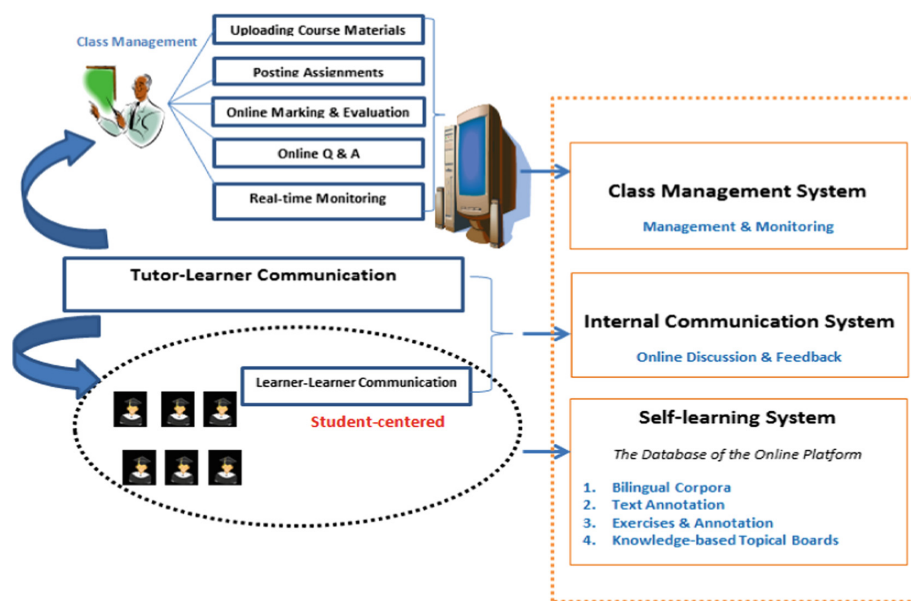 Class Management
Uploading Course Materials
Posting Assignments
Online Marking & Evaluation
Online Q & A
Real-time Monitoring
Tutor-Learner Communication
Learner-Learner Communication
Student-centered
Class Management System
Management & Monitoring
Internal Communication System
Online Discussion & Feedback
Self-learning System
The Database of the Online Platform
1. Bilingual Corpora
2. Text Annotation
3. Exercises & Annotation
4. Knowledge-based Topical Boards